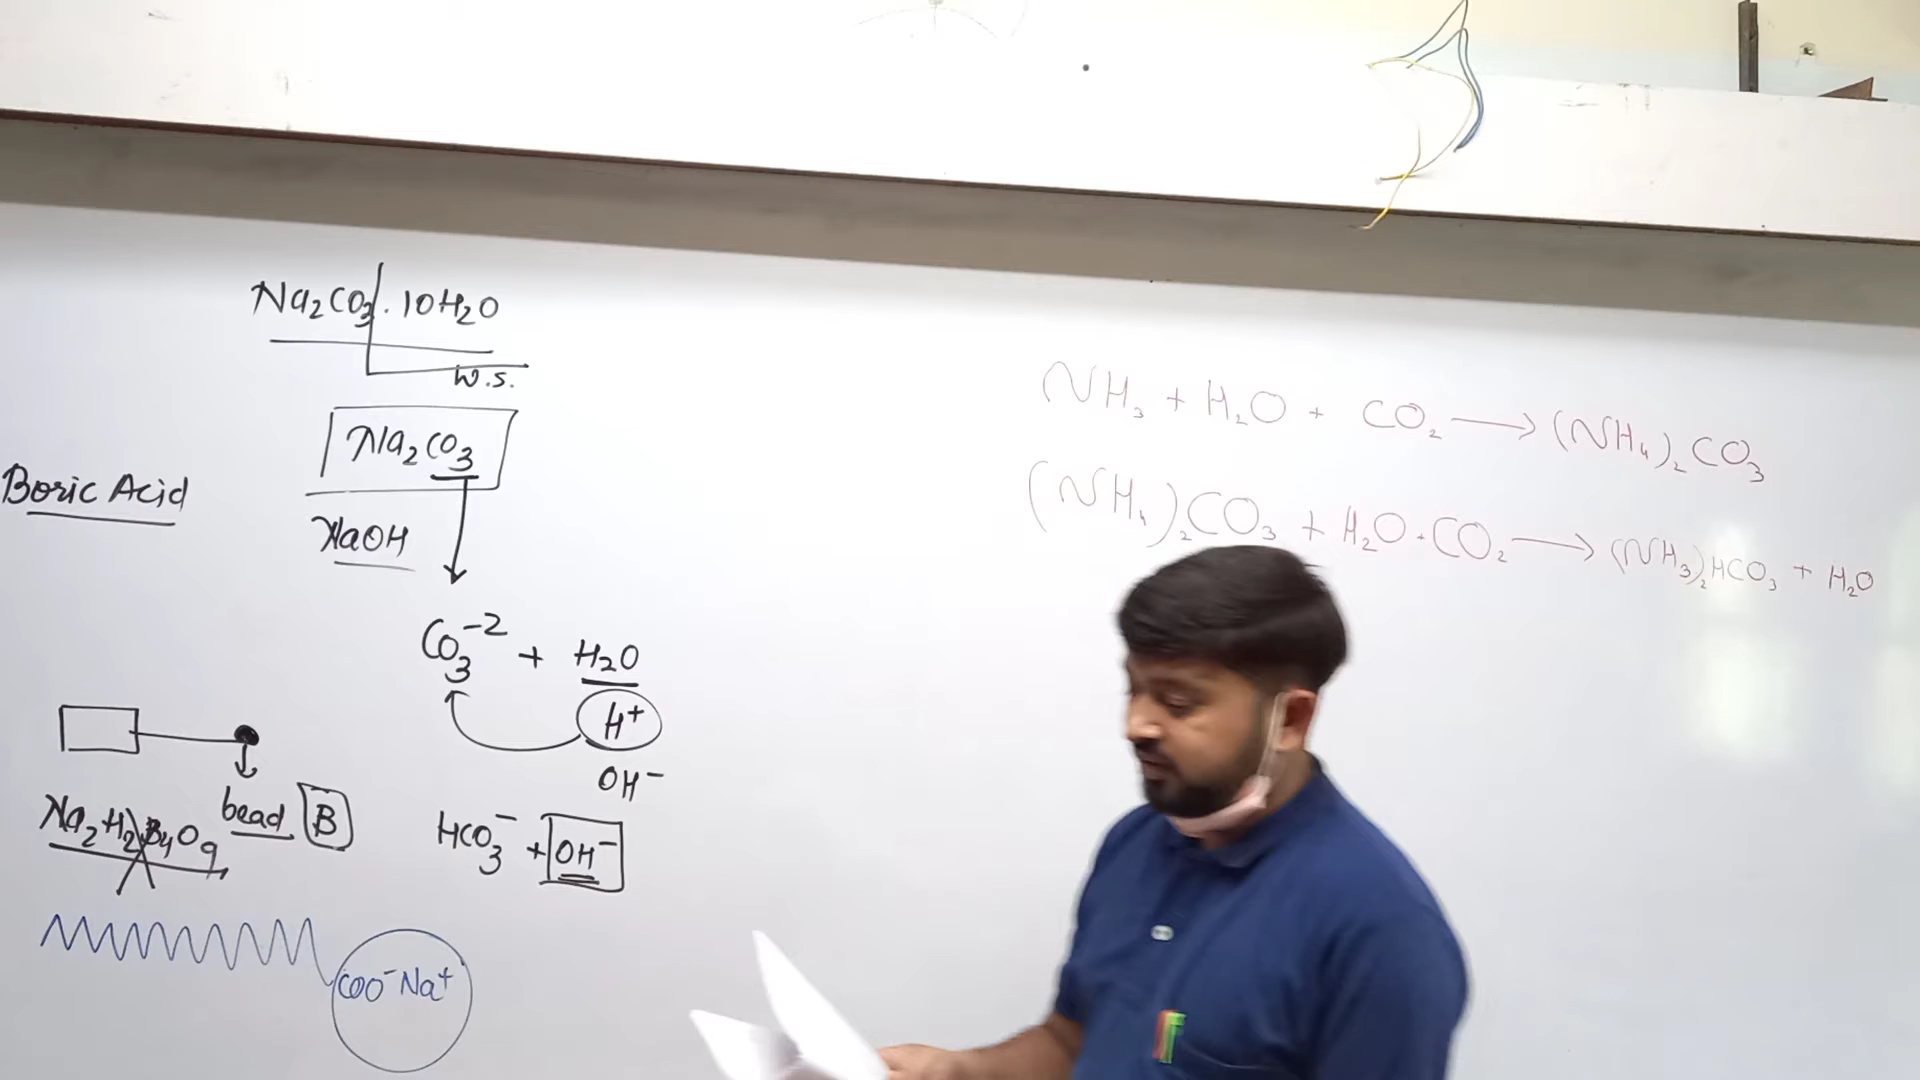 Na₂CO₃ . 10H₂O
W.S.
Na₂CO₃
NaOH
Boric Acid
CO₃⁻² + H₂O
H⁺
OH⁻
HCO₃⁻ + OH⁻
bead B
Na₂H₂B₄O₉
COO⁻Na⁺
NH₃ + H₂O + CO₂ → (NH₄)₂CO₃
(NH₄)₂CO₃ + H₂O + CO₂ → (NH₃)₂HCO₃ + H₂O